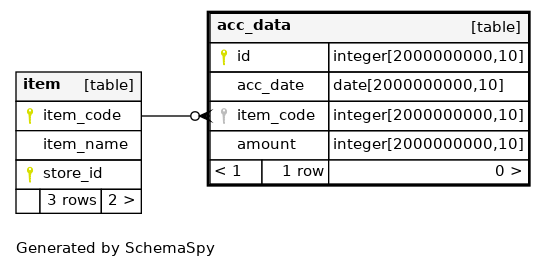 acc_data [table]
id integer[2000000000,10]
acc_date date[2000000000,10]
item_code integer[2000000000,10]
amount integer[2000000000,10]
< 1 1 row 0 >
item [table]
item_code
item_name
store_id
3 rows 2 >
Generated by SchemaSpy